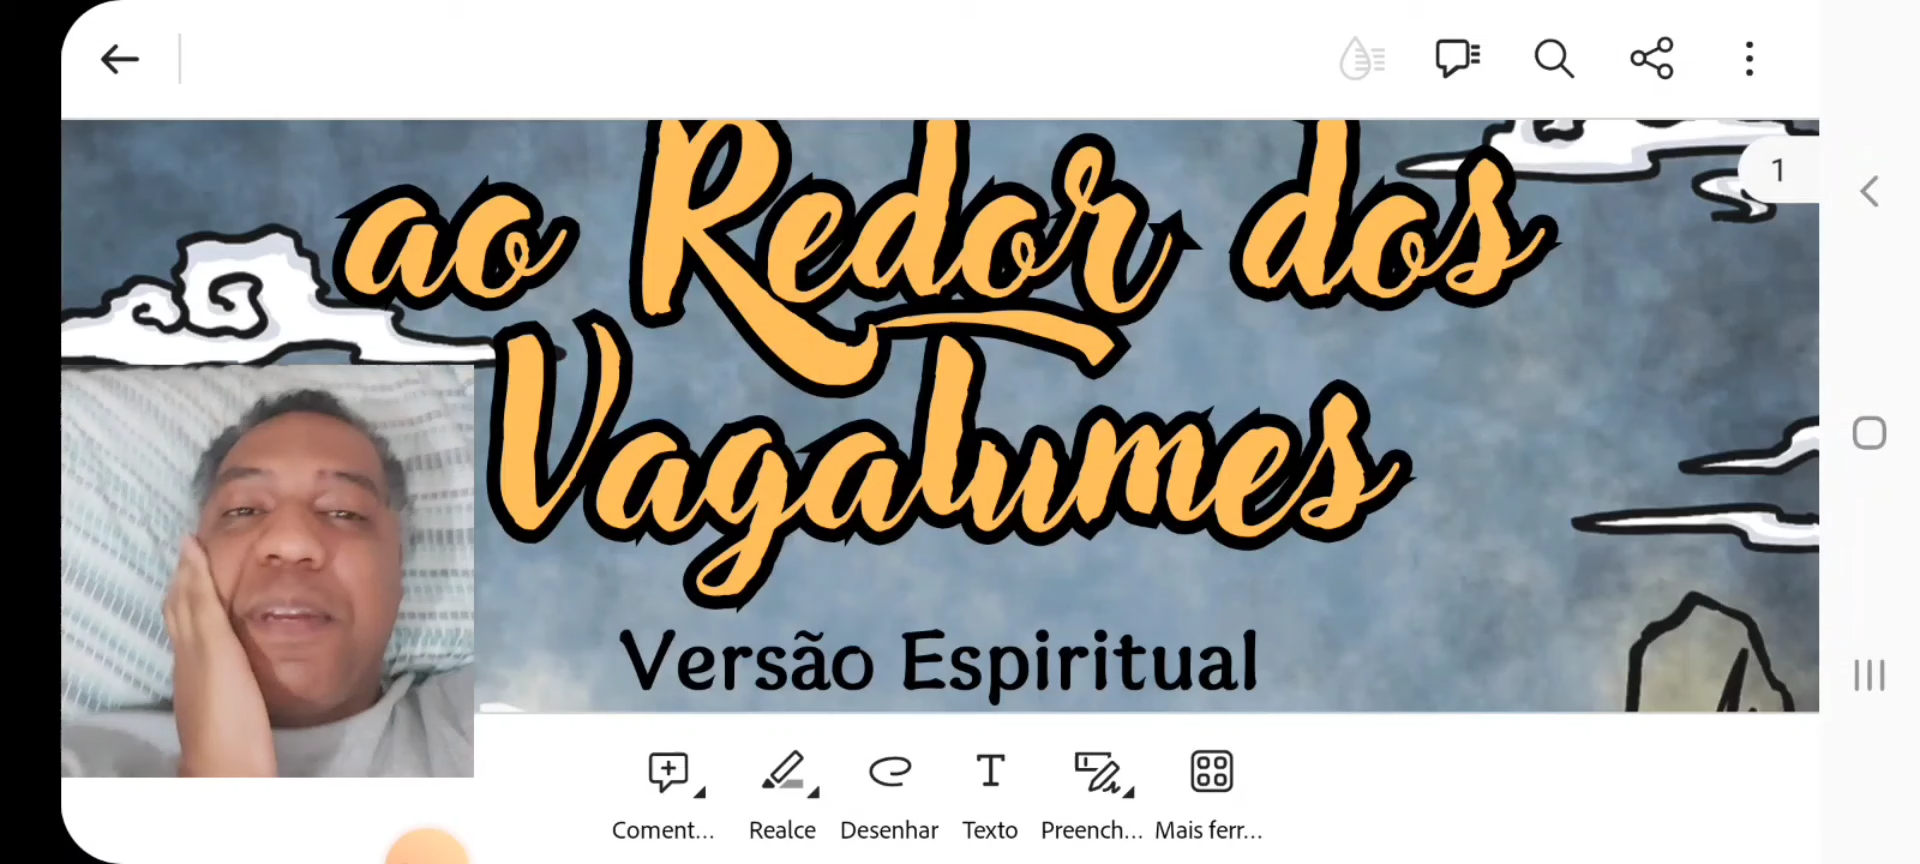 1
ao Redor dos
Vagalumes
Versão Espiritual
Coment...
Realce
Desenhar
Texto
Preench...
Mais ferr...